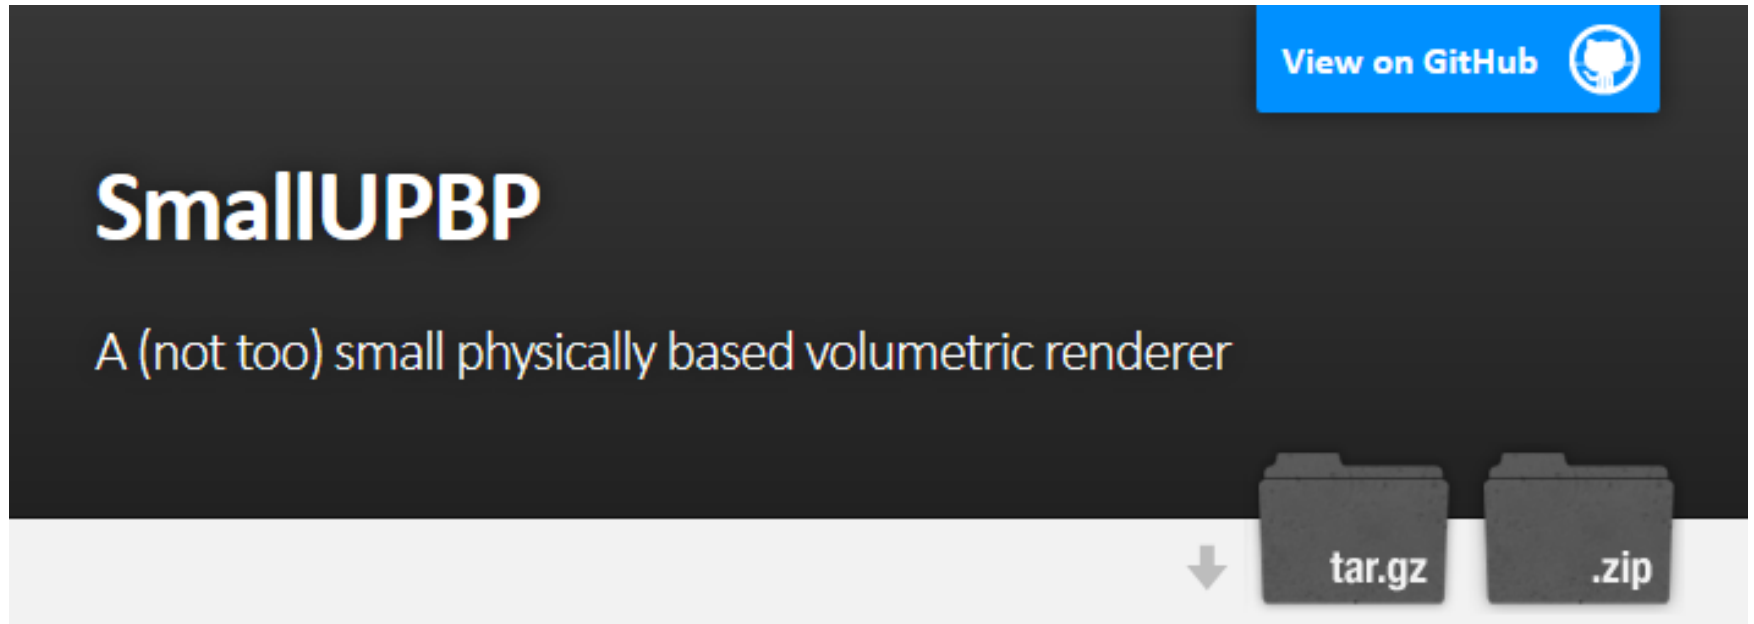 View on GitHub
SmallUPBP
A (not too) small physically based volumetric renderer
tar.gz
.zip